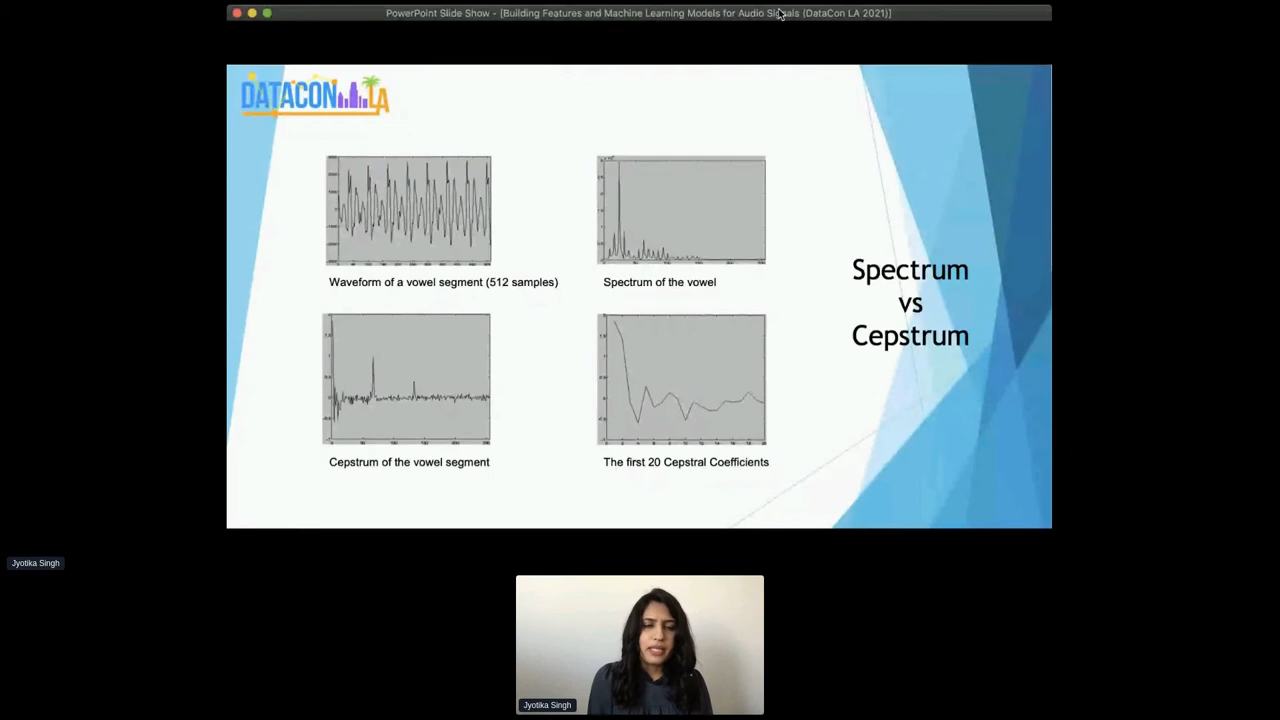 PowerPoint Slide Show - [Building Features and Machine Learning Models for Audio Signals (DataCon LA 2021)]
DATACON LA
Waveform of a vowel segment (512 samples)
Spectrum of the vowel
Spectrum
vs
Cepstrum
Cepstrum of the vowel segment
The first 20 Cepstral Coefficients
Jyotika Singh
Jyotika Singh